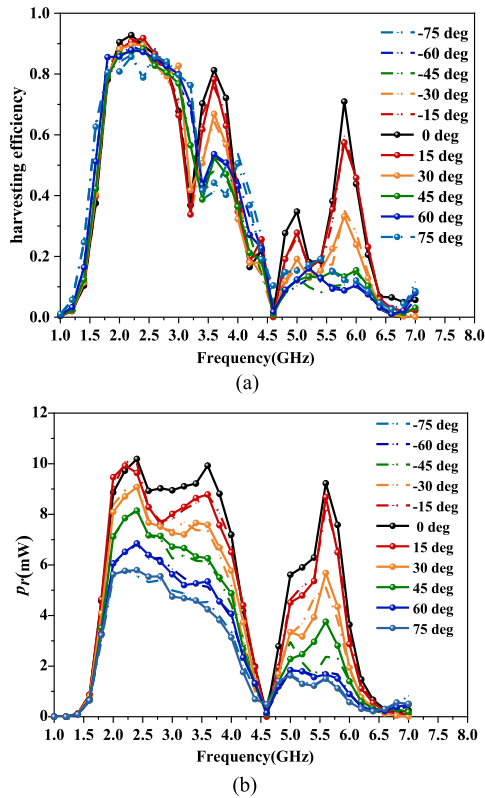 harvesting efficiency
1.0
0.8
0.6
0.4
0.2
0.0
-75 deg
-60 deg
-45 deg
-30 deg
-15 deg
0 deg
15 deg
30 deg
45 deg
60 deg
75 deg
1.0 1.5 2.0 2.5 3.0 3.5 4.0 4.5 5.0 5.5 6.0 6.5 7.0 7.5 8.0
Frequency(GHz)
(a)
p_r(mW)
12
10
8
6
4
2
0
-75 deg
-60 deg
-45 deg
-30 deg
-15 deg
0 deg
15 deg
30 deg
45 deg
60 deg
75 deg
1.0 1.5 2.0 2.5 3.0 3.5 4.0 4.5 5.0 5.5 6.0 6.5 7.0 7.5 8.0
Frequency(GHz)
(b)